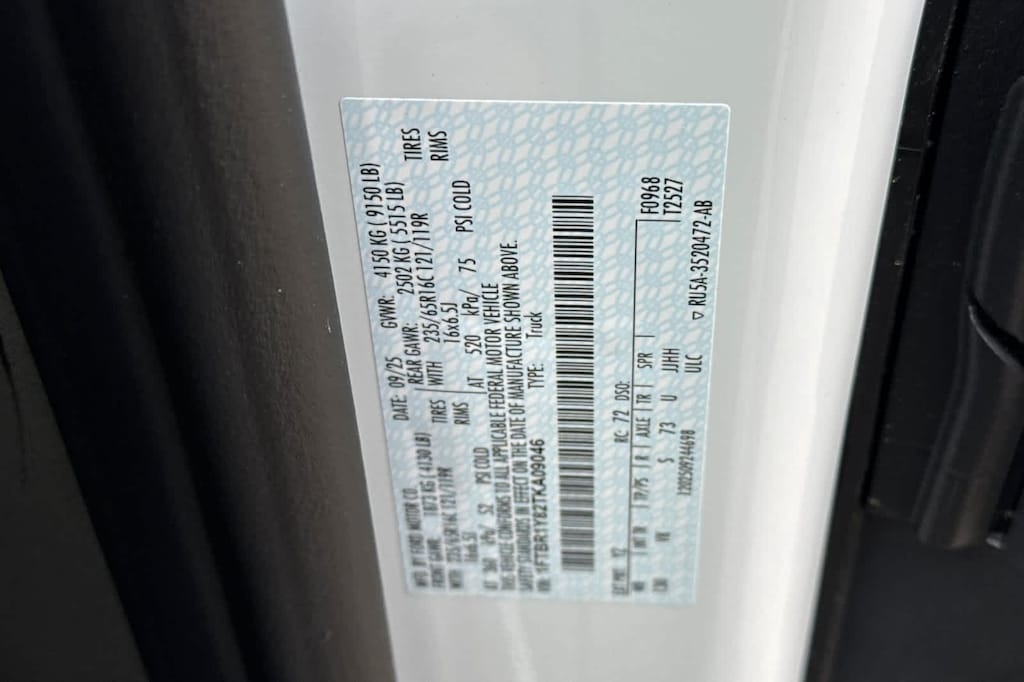 MFD BY FORD MOTOR CO. DATE: 09/25 GVWR: 4150 KG ( 9150 LB)
FRONT GAWR: 1873 KG ( 4130 LB) REAR GAWR: 2502 KG ( 5515 LB)
WITH 235/65R16C 121/119R TIRES WITH 235/65R16C 121/119R TIRES
16x6.5J RIMS 16x6.5J RIMS
AT kPa/ 52 PSI COLD AT 520 kPa/ 75 PSI COLD
THIS VEHICLE CONFORMS TO ALL APPLICABLE FEDERAL MOTOR VEHICLE
SAFETY STANDARDS IN EFFECT ON THE DATE OF MANUFACTURE SHOWN ABOVE.
VIN: 1FTBR1Y82TKA09046 TYPE: Truck
EXT PNT: YZ RC: 72 DSO: F0968
WB INT TR TP/PS R AXLE TR SPR T2527
S 73 U JJHH
1202509244698 ULC ▽ RU5A-3520472-AB